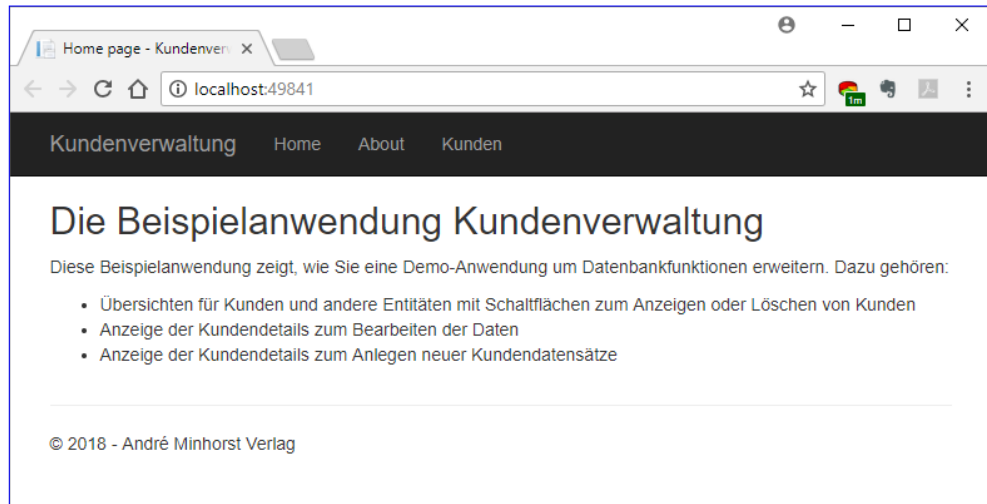 Home page - Kundenver
localhost:49841
1m
Kundenverwaltung Home About Kunden
Die Beispielanwendung Kundenverwaltung
Diese Beispielanwendung zeigt, wie Sie eine Demo-Anwendung um Datenbankfunktionen erweitern. Dazu gehören:
• Übersichten für Kunden und andere Entitäten mit Schaltflächen zum Anzeigen oder Löschen von Kunden
• Anzeige der Kundendetails zum Bearbeiten der Daten
• Anzeige der Kundendetails zum Anlegen neuer Kundendatensätze
© 2018 - André Minhorst Verlag